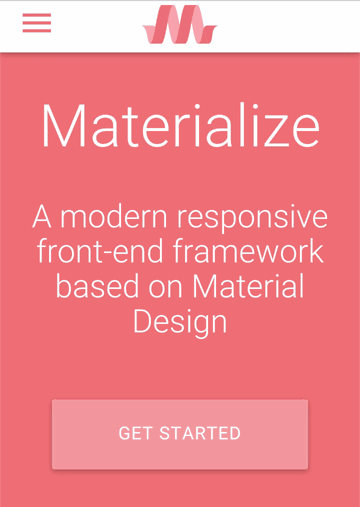 Materialize
A modern responsive
front-end framework
based on Material
Design
GET STARTED